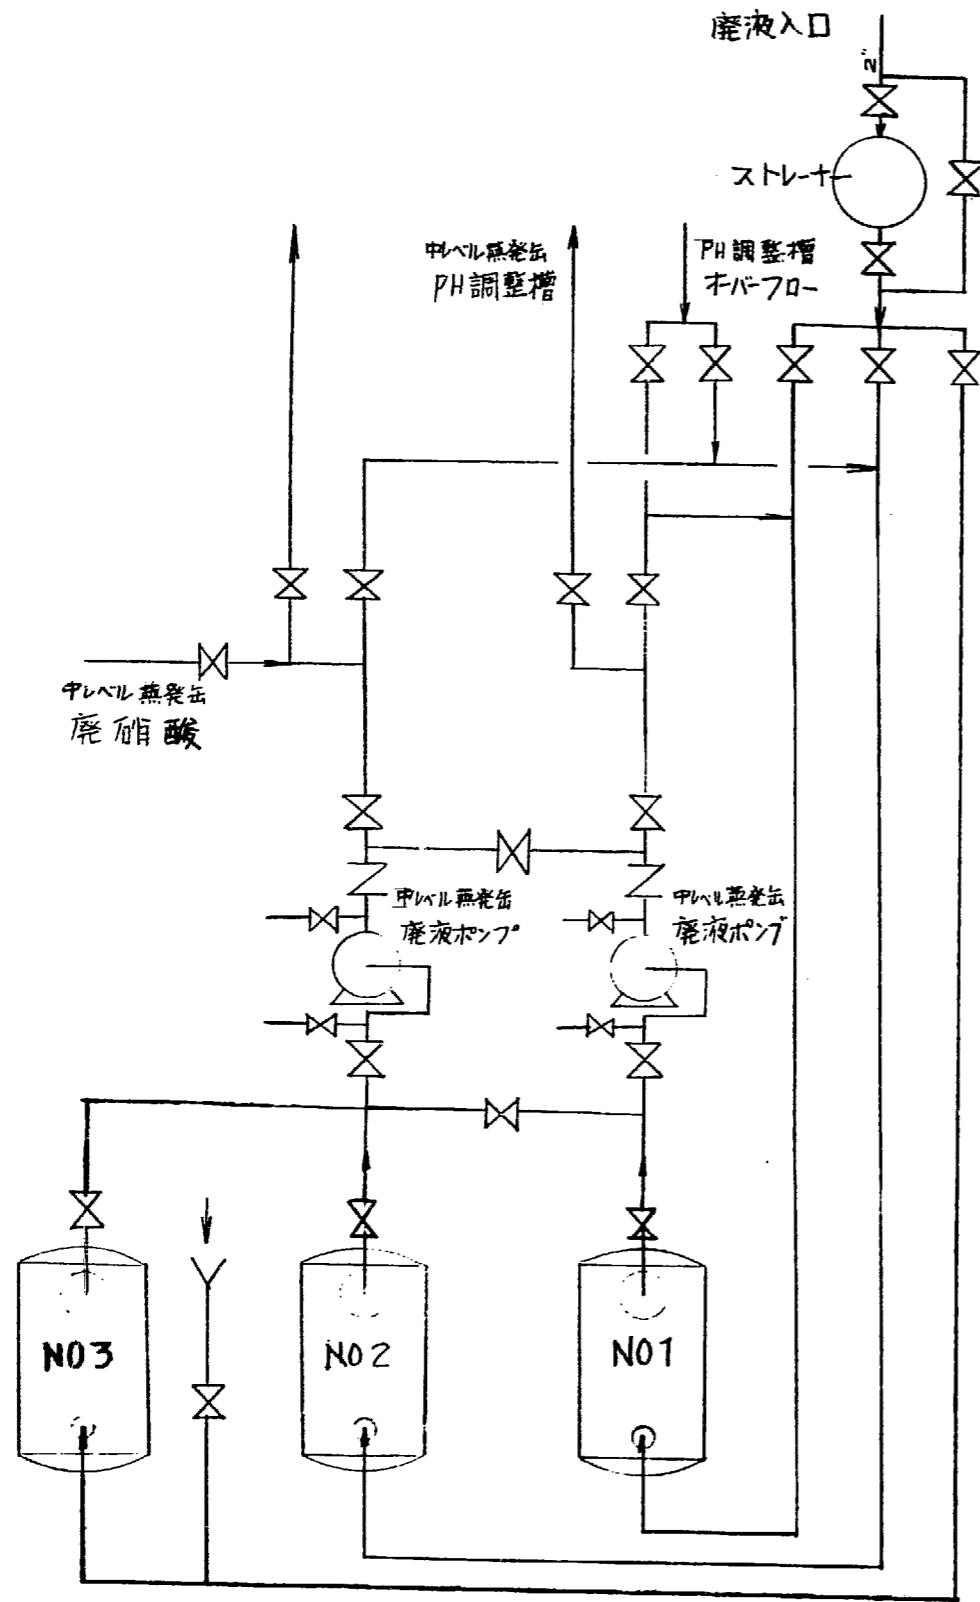 廃液入口
2"
ストレーナ
中レベル蒸発缶
PH調整槽
PH調整槽
オーバーフロー
中レベル蒸発缶
廃硝酸
中レベル蒸発缶
廃液ポンプ
中レベル蒸発缶
廃液ポンプ
NO3
NO2
NO1